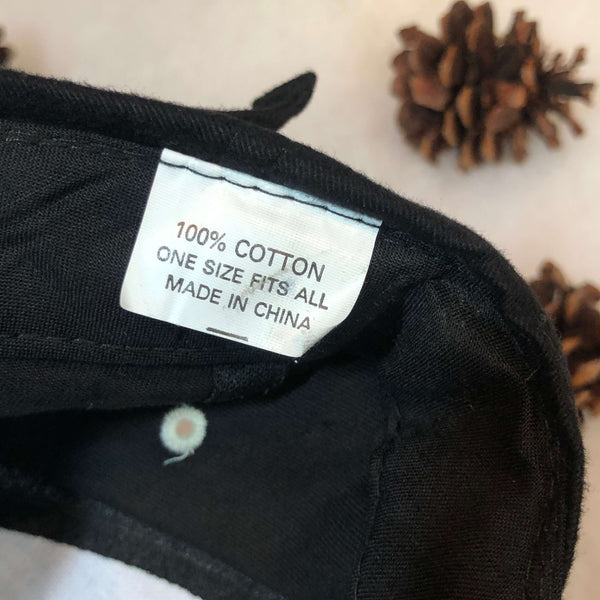 100% COTTON
ONE SIZE FITS ALL
MADE IN CHINA